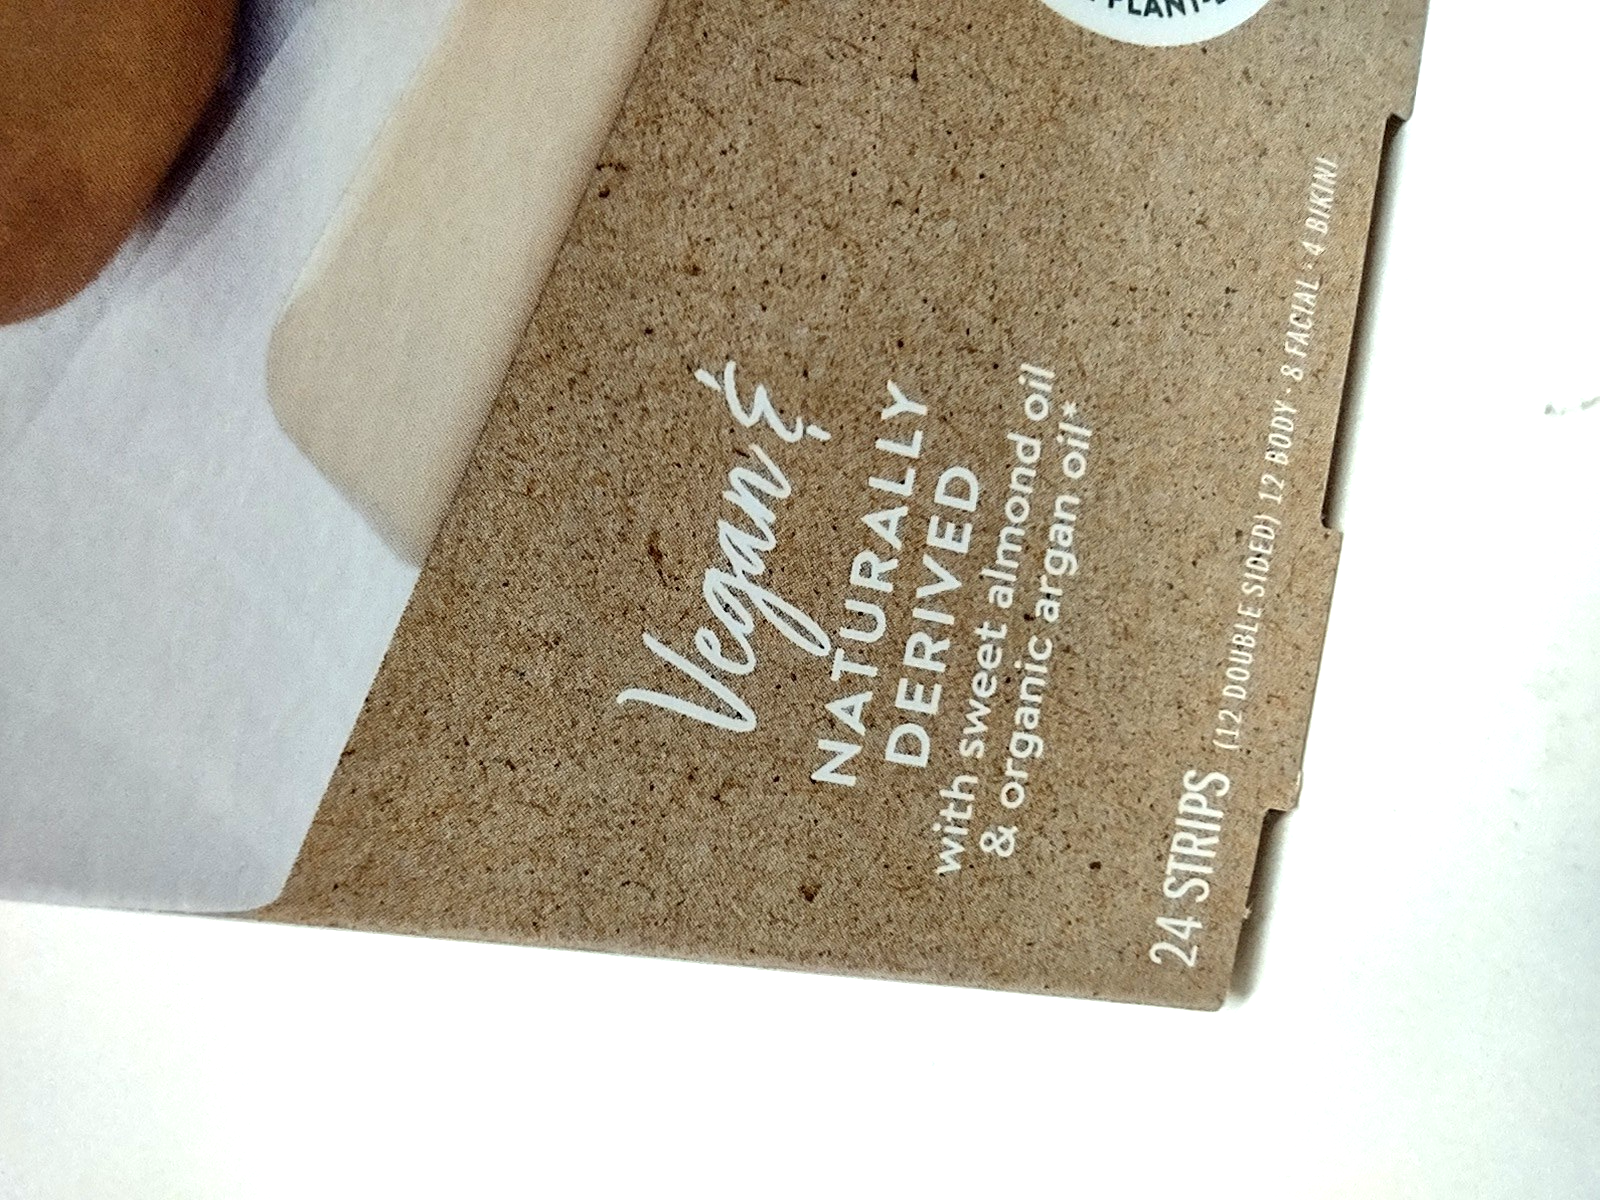 PLANT-
Vegan &
NATURALLY
DERIVED
with sweet almond oil
& organic argan oil*
24 STRIPS (12 DOUBLE SIDED) 12 BODY · 8 FACIAL · 4 BIKINI